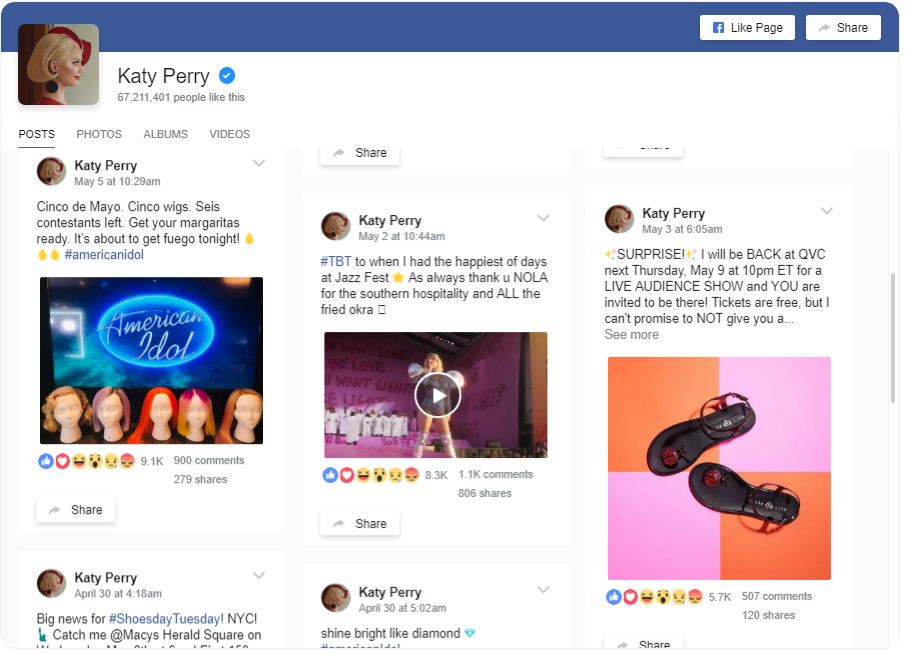 Like Page
Share
Katy Perry
67,211,401 people like this
POSTS
PHOTOS
ALBUMS
VIDEOS
Katy Perry
May 5 at 10:29am
Cinco de Mayo. Cinco wigs. Seis
contestants left. Get your margaritas
ready. It's about to get fuego tonight! 🔥
🔥🔥 #americanidol
American
Idol
9.1K
900 comments
279 shares
Share
Katy Perry
April 30 at 4:18am
Big news for #ShoesdayTuesday! NYC!
🗽 Catch me @Macys Herald Square on
Share
Katy Perry
May 2 at 10:44am
#TBT to when I had the happiest of days
at Jazz Fest 🌟 As always thank u NOLA
for the southern hospitality and ALL the
fried okra
8.3K
1.1K comments
806 shares
Share
Katy Perry
April 30 at 5:02am
shine bright like diamond 💎
#americanidol
Katy Perry
May 3 at 6:05am
✨SURPRISE!✨ I will be BACK at QVC
next Thursday, May 9 at 10pm ET for a
LIVE AUDIENCE SHOW and YOU are
invited to be there! Tickets are free, but I
can't promise to NOT give you a...
See more
5.7K
507 comments
120 shares
Share